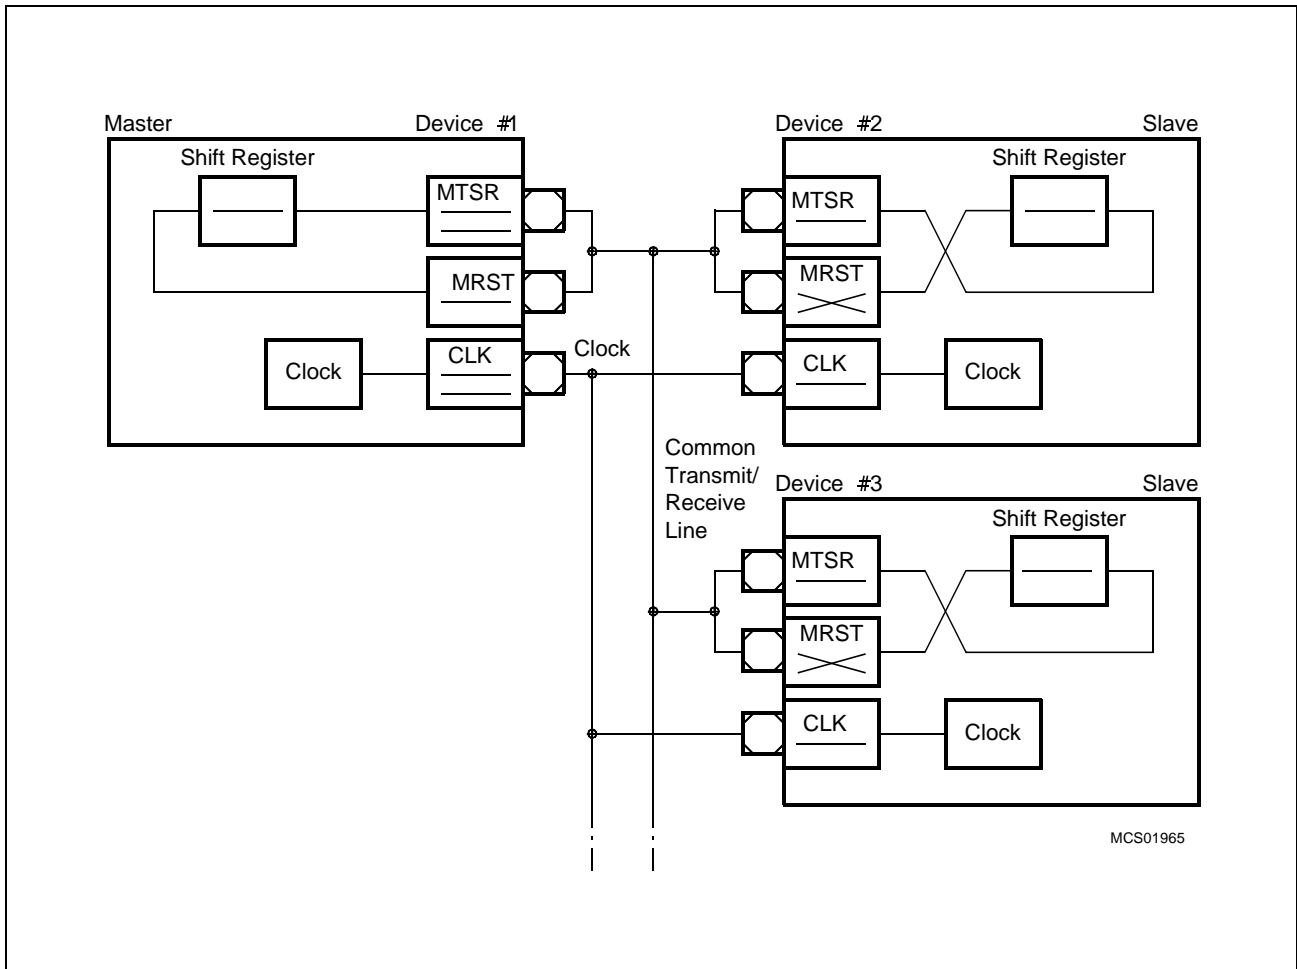 Master Device #1
Shift Register
MTSR
MRST
CLK
Clock
Clock
Device #2 Slave
Shift Register
MTSR
MRST
CLK
Clock
Common
Transmit/
Receive
Line
Device #3 Slave
Shift Register
MTSR
MRST
CLK
Clock
MCS01965